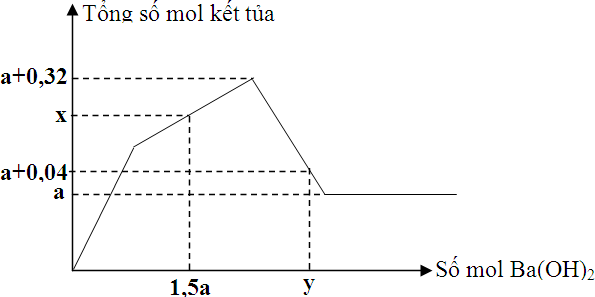 Tổng số mol kết tủa
a+0,32
x
a+0,04
a
Số mol Ba(OH)2
1,5a
y